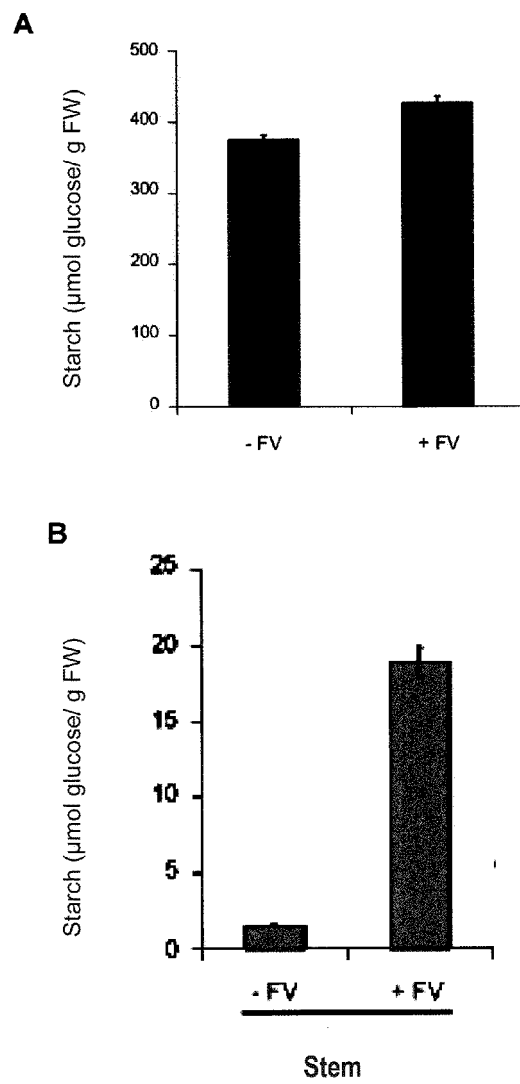 A
Starch (µmol glucose/ g FW)
500
400
300
200
100
0
- FV + FV
B
Starch (µmol glucose/ g FW)
25
20
15
10
5
0
- FV + FV
Stem